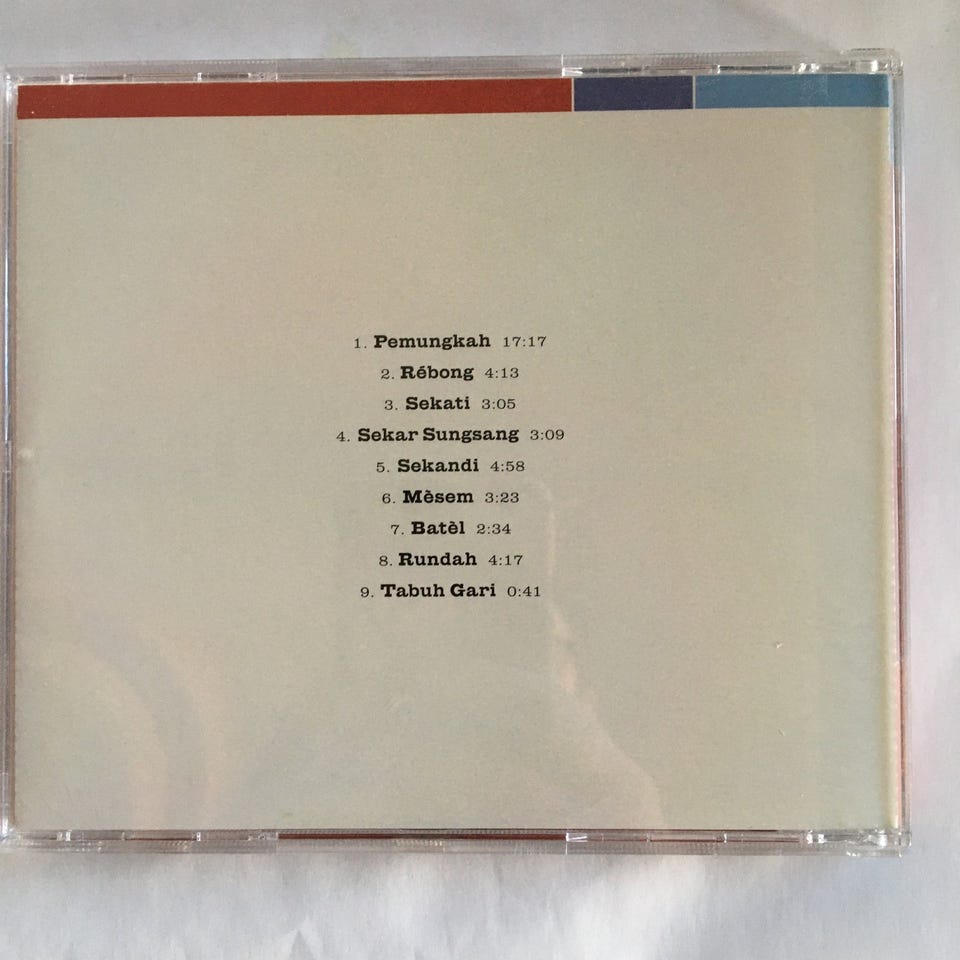 1. Pemungkah 17:17
2. Rébong 4:13
3. Sekati 3:05
4. Sekar Sungsang 3:09
5. Sekandi 4:58
6. Mèsem 3:23
7. Batèl 2:34
8. Rundah 4:17
9. Tabuh Gari 0:41